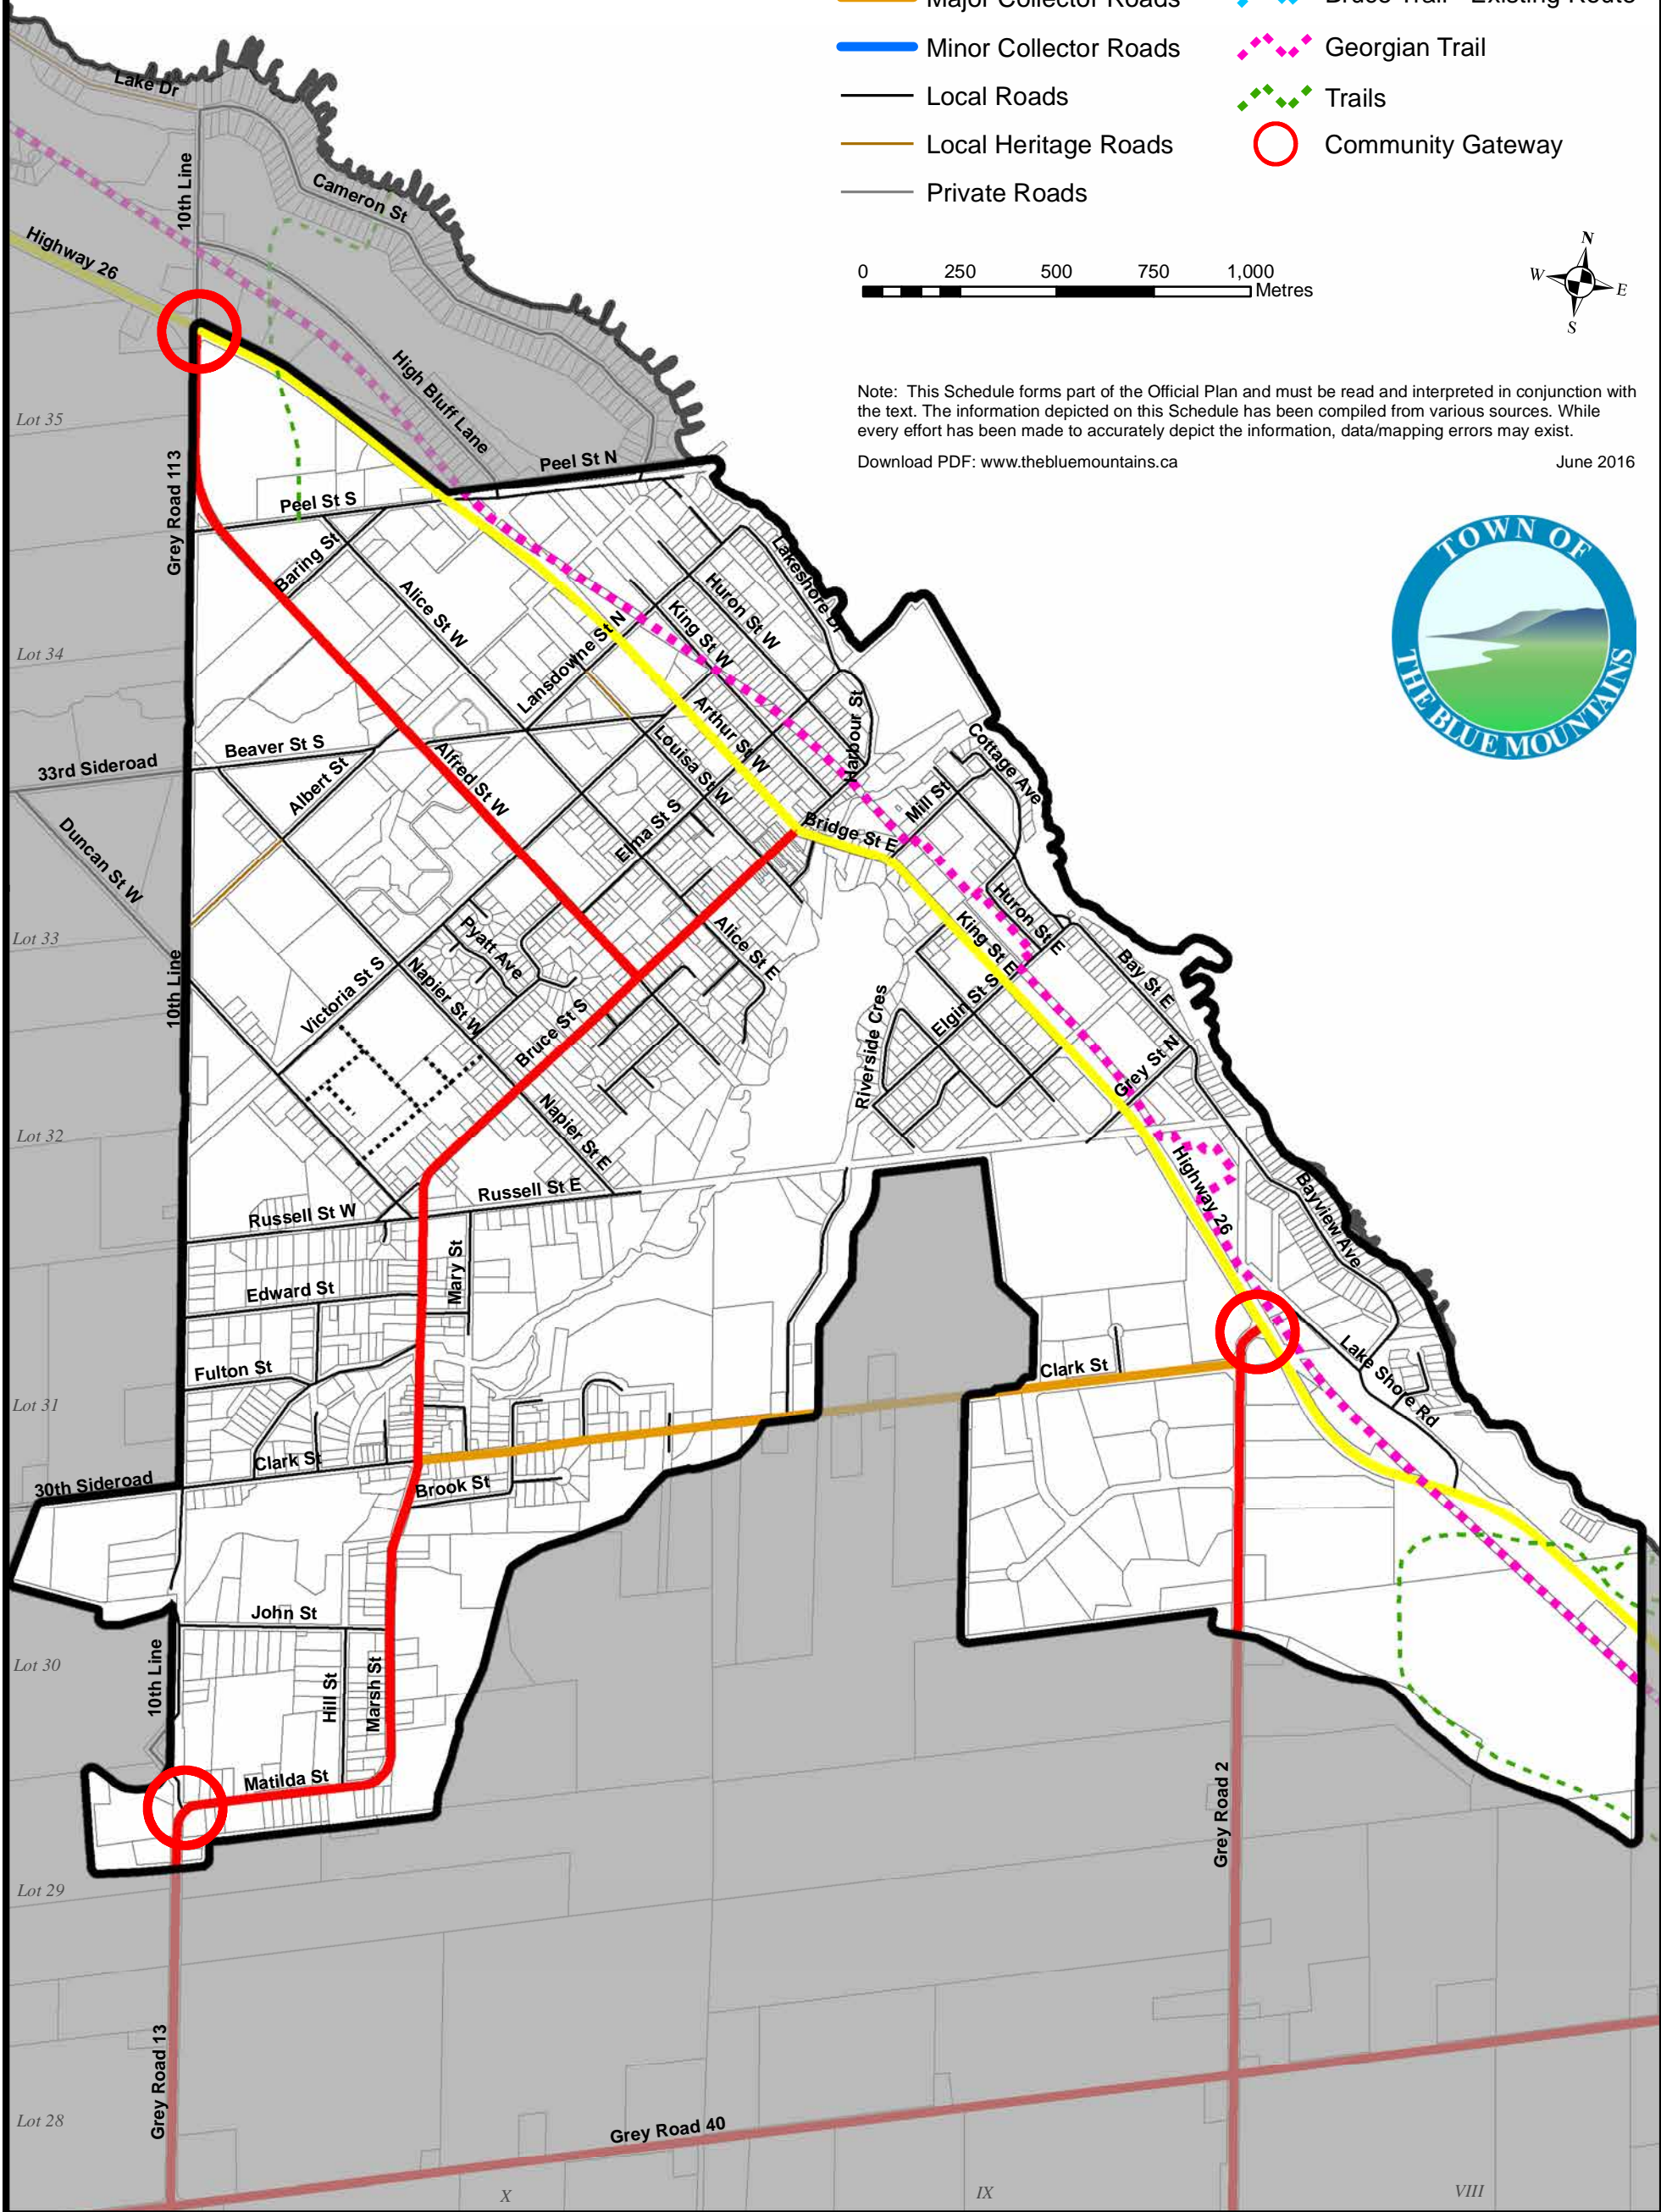 Major Collector Roads
Bruce Trail - Existing Route
Minor Collector Roads
Georgian Trail
Local Roads
Trails
Local Heritage Roads
Community Gateway
Private Roads
0 250 500 750 1,000
Metres
N
W E
S
Note: This Schedule forms part of the Official Plan and must be read and interpreted in conjunction with
the text. The information depicted on this Schedule has been compiled from various sources. While
every effort has been made to accurately depict the information, data/mapping errors may exist.
Download PDF: www.thebluemountains.ca
June 2016
TOWN OF
THE BLUE MOUNTAINS
Lake Dr
10th Line
Cameron St
Highway 26
High Bluff Lane
Lot 35
Peel St N
Grey Road 113
Peel St S
Baring St
Lakeshore Dr
Alice St W
Huron St W
King St W
Lansdowne St N
Lot 34
Arthur St W
Harbour St
Beaver St S
33rd Sideroad
Louisa St W
Cottage Ave
Albert St
Alfred St W
Mill St
Elma St S
Bridge St E
Duncan St W
Huron St E
Pyatt Ave
Alice St E
King St E
Lot 33
10th Line
Victoria St S
Napier St W
Bay St E
Elgin St S
Bruce St S
Riverside Cres
Grey St N
Napier St E
Lot 32
Highway 26
Russell St E
Russell St W
Bayview Ave
Mary St
Edward St
Fulton St
Clark St
Lake Shore Rd
Lot 31
Clark St
30th Sideroad
Brook St
John St
10th Line
Lot 30
Hill St
Marsh St
Matilda St
Grey Road 2
Lot 29
Grey Road 13
Lot 28
Grey Road 40
X
IX
VIII